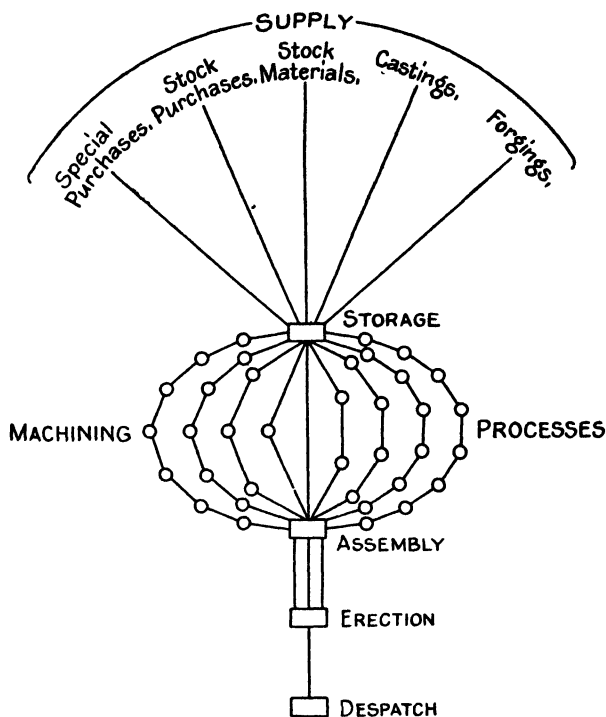 SUPPLY
Special
Purchases,
Stock
Purchases,
Stock
Materials,
Castings,
Forgings,
STORAGE
MACHINING
PROCESSES
ASSEMBLY
ERECTION
DESPATCH